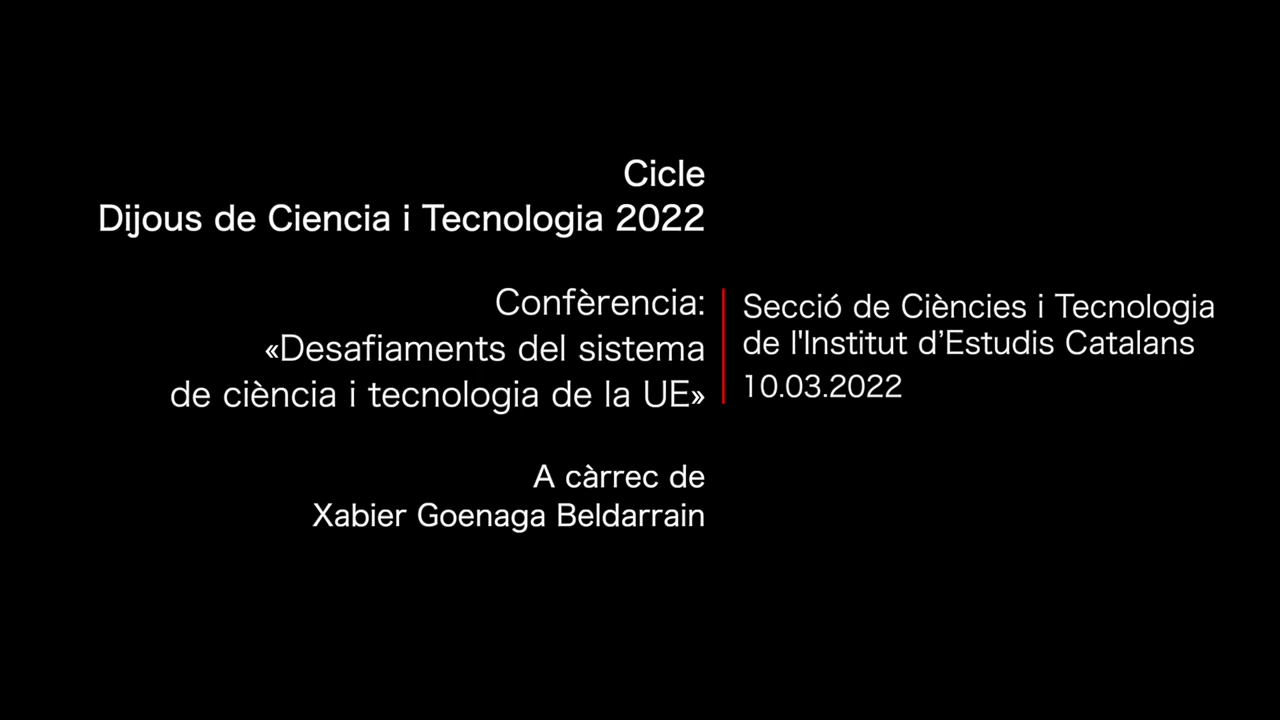 Cicle
Dijous de Ciencia i Tecnologia 2022
Confèrencia:
«Desafiaments del sistema
de ciència i tecnologia de la UE»
A càrrec de
Xabier Goenaga Beldarrain
Secció de Ciències i Tecnologia
de l'Institut d’Estudis Catalans
10.03.2022